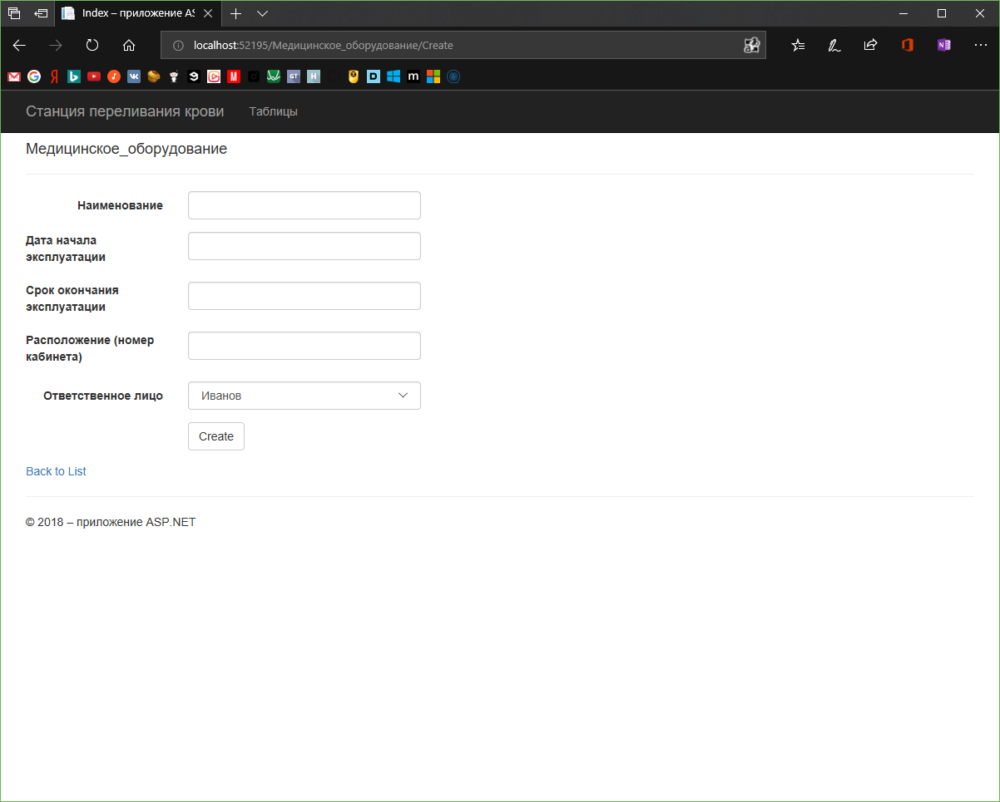 Index – приложение AS
localhost:52195/Медицинское_оборудование/Create
Станция переливания крови Таблицы
Медицинское_оборудование
Наименование
Дата начала
эксплуатации
Срок окончания
эксплуатации
Расположение (номер
кабинета)
Ответственное лицо Иванов
Create
Back to List
© 2018 – приложение ASP.NET